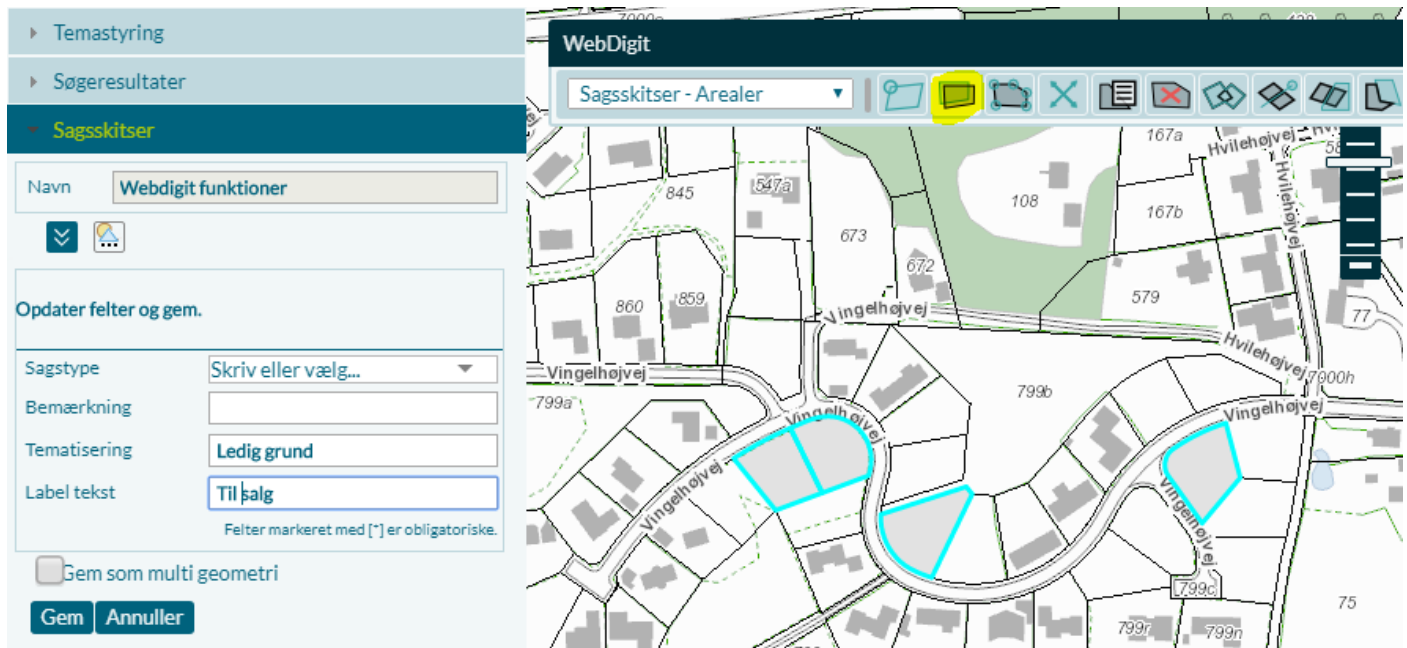 Temastyring
Søgeresultater
Sagsskitser
Navn
Webdigit funktioner
Opdater felter og gem.
Sagstype
Skriv eller vælg...
Bemærkning
Tematisering
Ledig grund
Label tekst
Til salg
Felter markeret med [*] er obligatoriske.
Gem som multi geometri
Gem
Annuller
WebDigit
Sagsskitser - Arealer
167a
Hvilehøjvej
Hvilehøjvej
547a
845
108
167b
673
672
579
860
859
77
Vingelhøjvej
Hvilehøjvej
7000h
Vingelhøjvej
799a
799b
Vingelhøjvej
Vingelhøjvej
Vingelhøjvej
Vingelhøjvej
799c
75
799r
799n